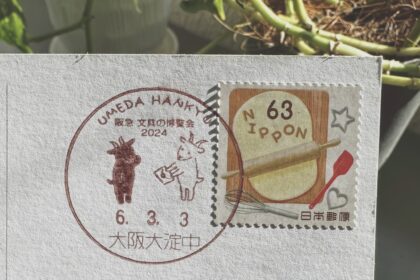 UMEDA HANKYU
阪急 文具の博覧会
2024
6.3.3
大阪大淀中
63
NIPPON
日本郵便